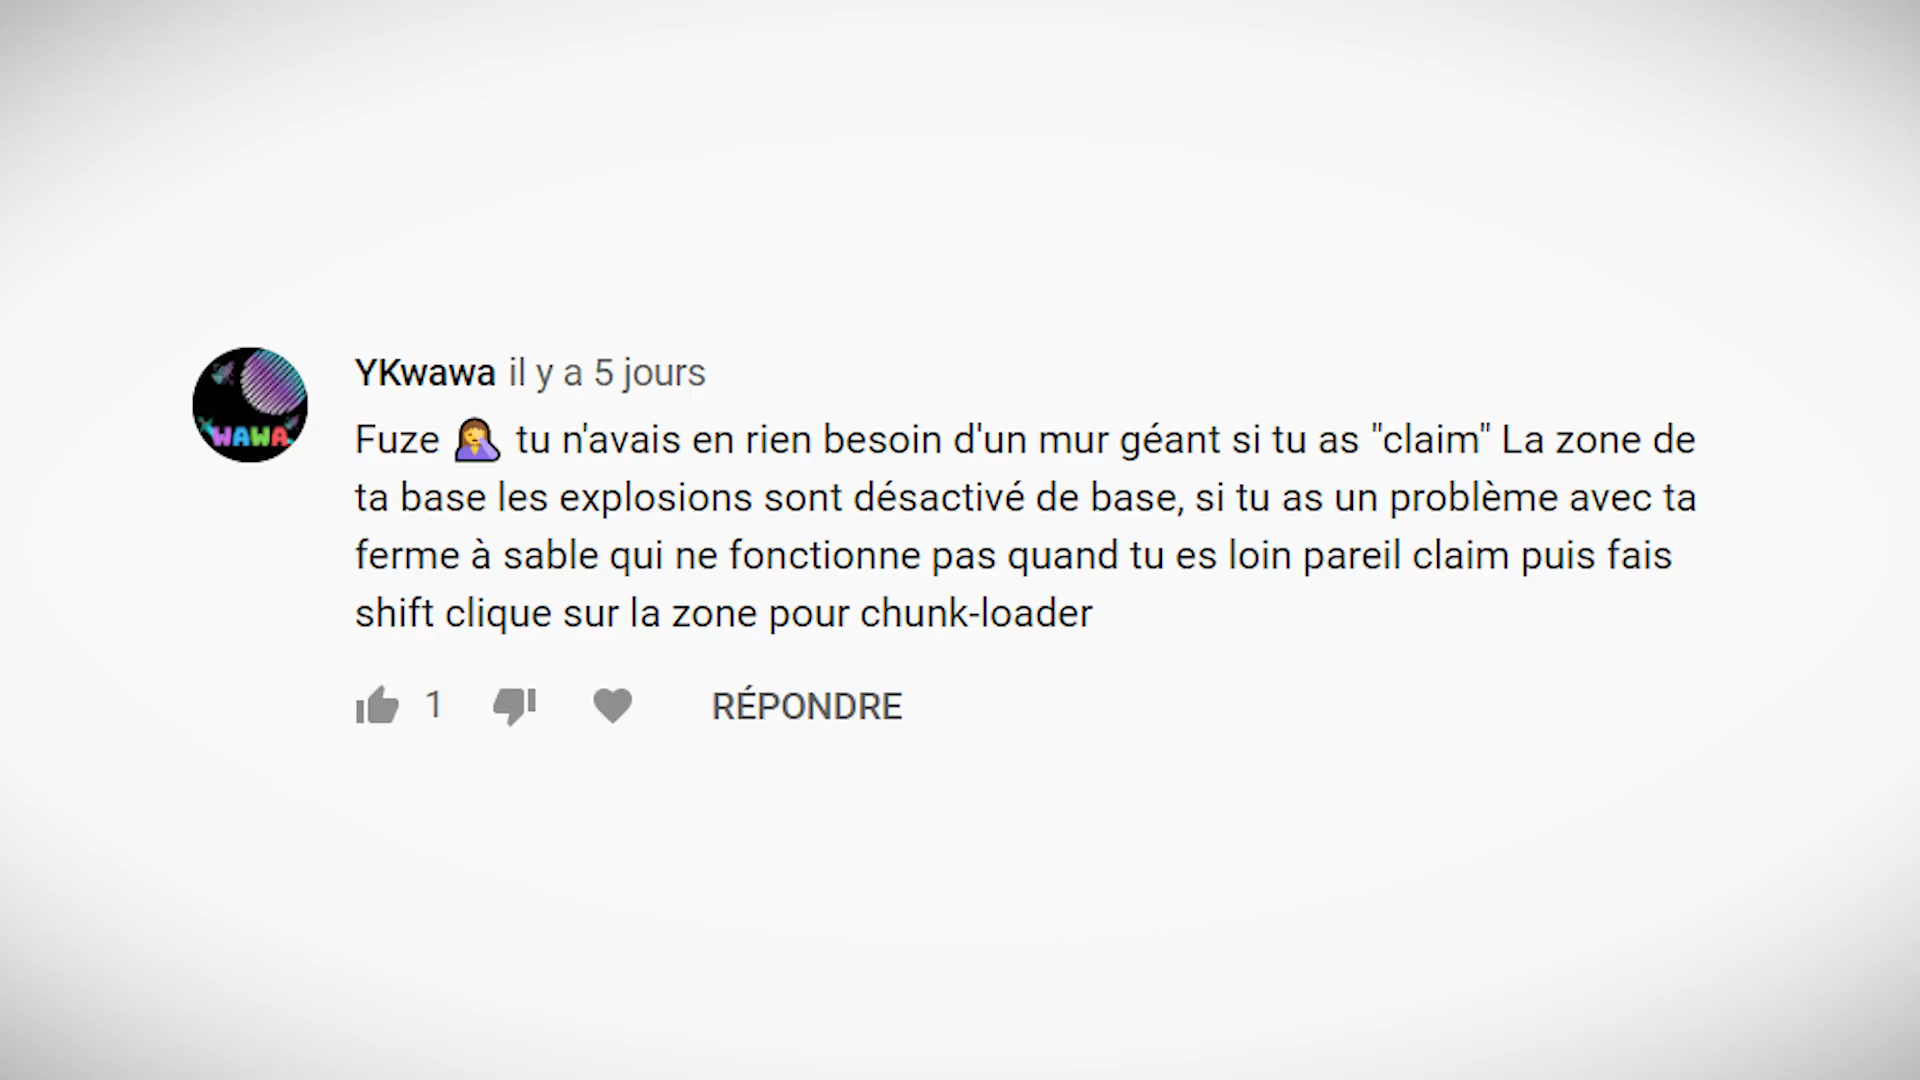 YKwawa il y a 5 jours
Fuze 🤦‍♀️ tu n'avais en rien besoin d'un mur géant si tu as "claim" La zone de
ta base les explosions sont désactivé de base, si tu as un problème avec ta
ferme à sable qui ne fonctionne pas quand tu es loin pareil claim puis fais
shift clique sur la zone pour chunk-loader
WAWA
1 RÉPONDRE